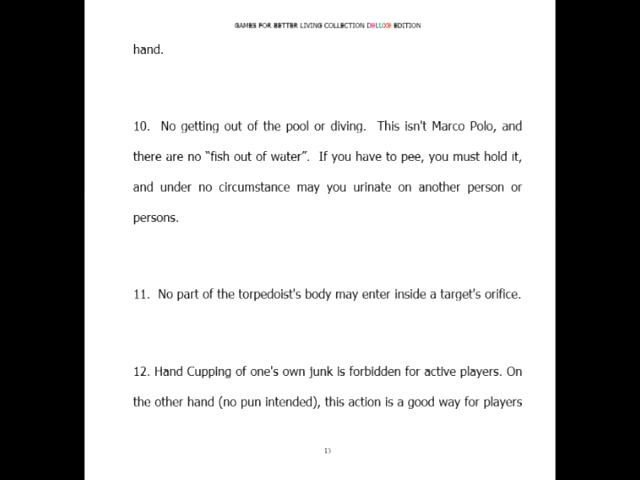 GAMES FOR BETTER LIVING COLLECTION DELUXE EDITION
hand.
10.  No getting out of the pool or diving.  This isn't Marco Polo, and
there are no “fish out of water”.  If you have to pee, you must hold it,
and under no circumstance may you urinate on another person or
persons.
11.  No part of the torpedoist's body may enter inside a target's orifice.
12. Hand Cupping of one's own junk is forbidden for active players. On
the other hand (no pun intended), this action is a good way for players